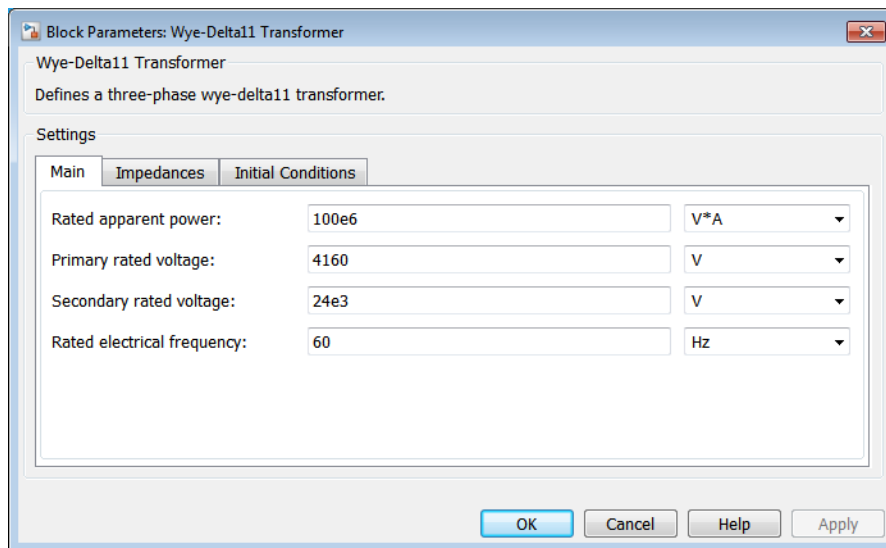 Block Parameters: Wye-Delta11 Transformer
Wye-Delta11 Transformer
Defines a three-phase wye-delta11 transformer.
Settings
Main Impedances Initial Conditions
Rated apparent power: 100e6 V*A
Primary rated voltage: 4160 V
Secondary rated voltage: 24e3 V
Rated electrical frequency: 60 Hz
OK Cancel Help Apply